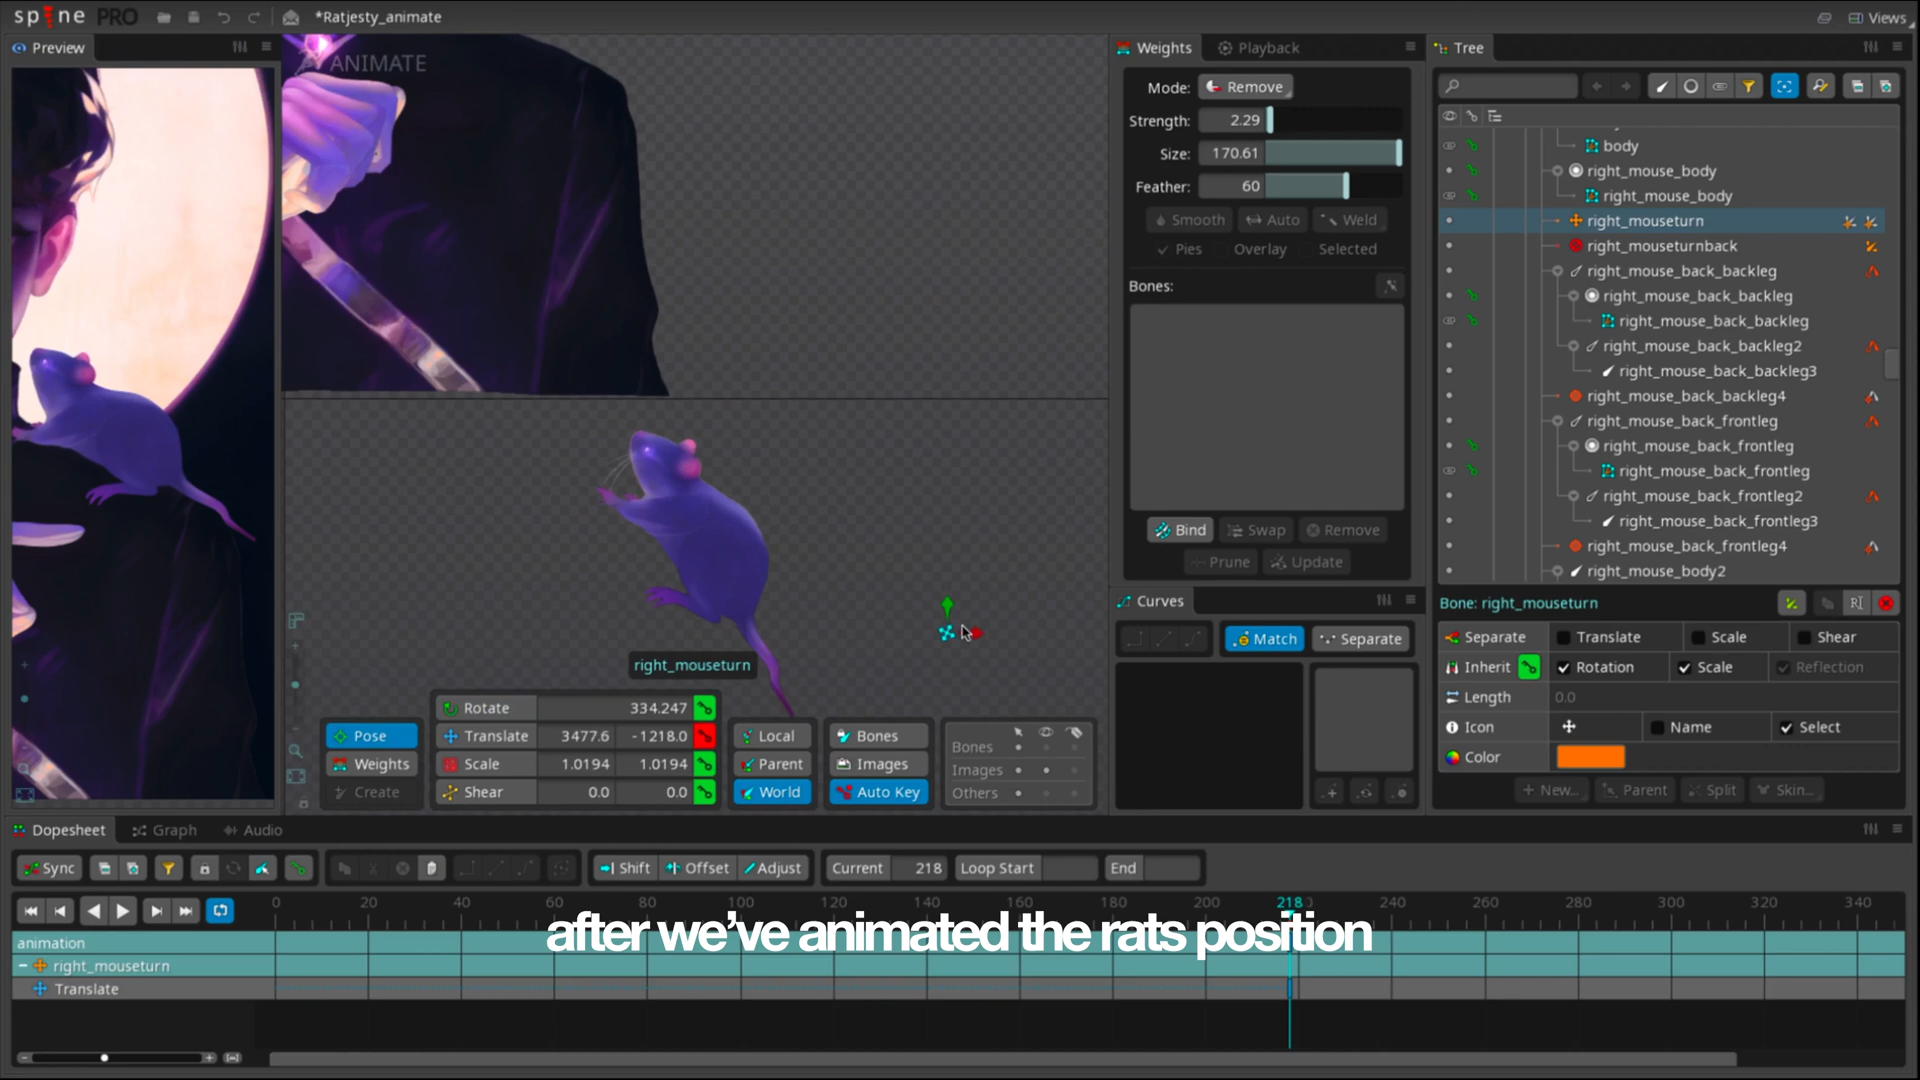 spine PRO
*Ratjesty_animate
Views
Preview
ANIMATE
Weights
Playback
Tree
Mode: Remove
Strength: 2.29
Size: 170.61
Feather: 60
Smooth Auto Weld
Pies Overlay Selected
Bones:
Bind Swap Remove
Prune Update
body
right_mouse_body
right_mouse_body
right_mouseturn
right_mouseturnback
right_mouse_back_backleg
right_mouse_back_backleg
right_mouse_back_backleg
right_mouse_back_backleg2
right_mouse_back_backleg3
right_mouse_back_backleg4
right_mouse_back_frontleg
right_mouse_back_frontleg
right_mouse_back_frontleg
right_mouse_back_frontleg2
right_mouse_back_frontleg3
right_mouse_back_frontleg4
right_mouse_body2
Curves
Match Separate
Bone: right_mouseturn
Separate Translate Scale Shear
Inherit Rotation Scale Reflection
Length 0.0
Icon Name Select
Color
New... Parent Split Skin...
right_mouseturn
Pose
Weights
Create
Rotate 334.247
Translate 3477.6 -1218.0
Scale 1.0194 1.0194
Shear 0.0 0.0
Local
Parent
World
Bones
Images
Auto Key
Bones
Images
Others
Dopesheet Graph Audio
Sync Shift Offset Adjust Current 218 Loop Start End
0 20 40 60 80 100 120 140 160 180 200 218 240 260 280 300 320 340
after we've animated the rats position
animation
right_mouseturn
Translate